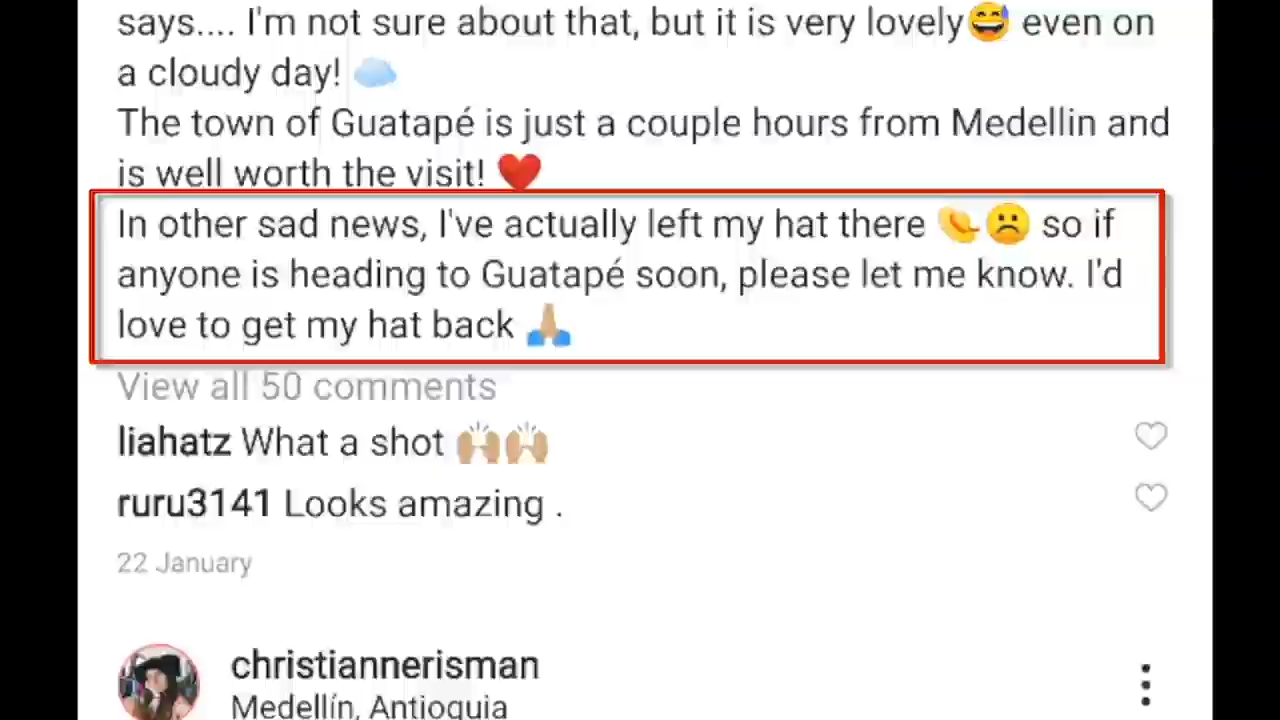 says.... I'm not sure about that, but it is very lovely😅 even on
a cloudy day! ☁️
The town of Guatapé is just a couple hours from Medellin and
is well worth the visit! ❤️
In other sad news, I've actually left my hat there 👒☹️ so if
anyone is heading to Guatapé soon, please let me know. I'd
love to get my hat back 🙏🏼
View all 50 comments
liahatz What a shot 🙌🏼🙌🏼
ruru3141 Looks amazing .
22 January
christiannerisman
Medellín, Antioquia